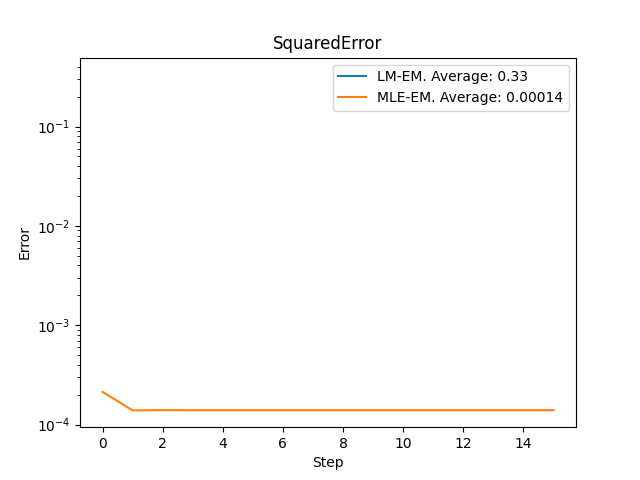 SquaredError
LM-EM. Average: 0.33
MLE-EM. Average: 0.00014
10⁻¹
10⁻²
10⁻³
10⁻⁴
Error
0 2 4 6 8 10 12 14
Step